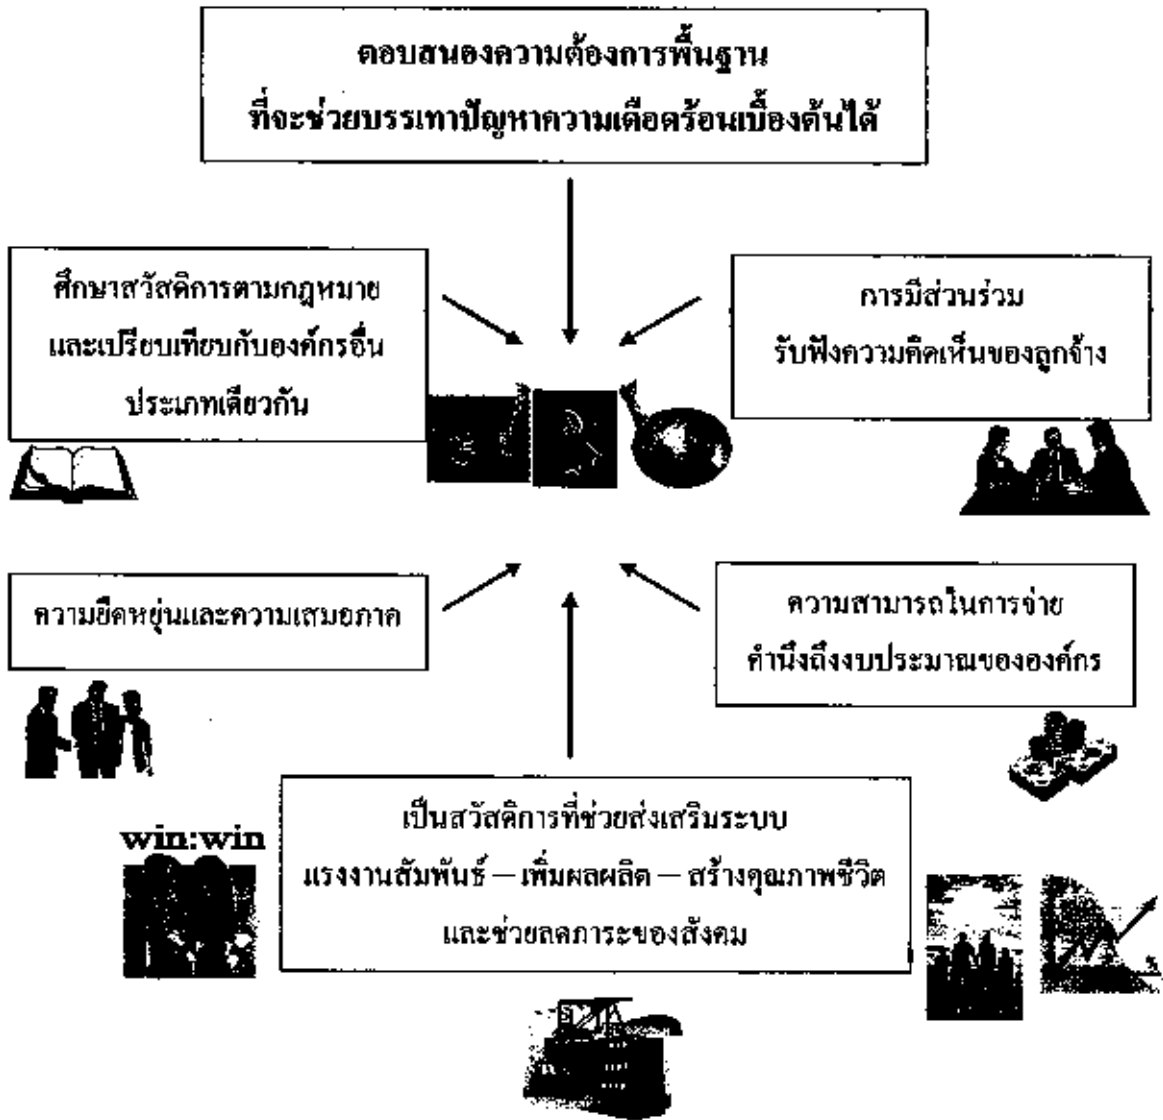 ตอบสนองความต้องการพื้นฐาน
ที่จะช่วยบรรเทาปัญหาความเดือดร้อนเบื้องต้นได้
ศึกษาสวัสดิการตามกฎหมาย
และเปรียบเทียบกับองค์กรอื่น
ประเภทเดียวกัน
การมีส่วนร่วม
รับฟังความคิดเห็นของลูกจ้าง
ความยืดหยุ่นและความเสมอภาค
ความสามารถในการจ่าย
คำนึงถึงงบประมาณขององค์กร
win:win
เป็นสวัสดิการที่ช่วยส่งเสริมระบบ
แรงงานสัมพันธ์ – เพิ่มผลผลิต – สร้างคุณภาพชีวิต
และช่วยลดภาระของสังคม